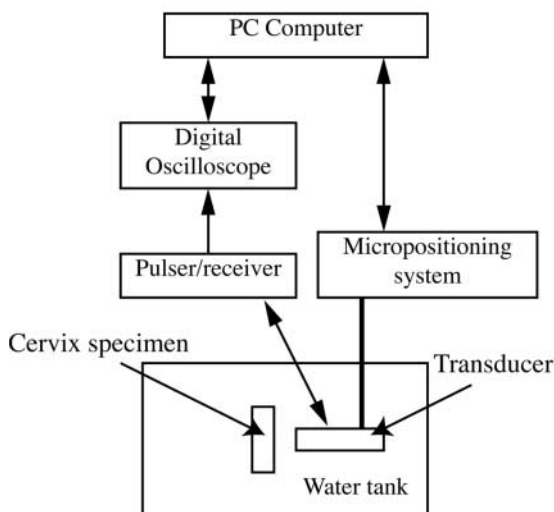 PC Computer
Digital
Oscilloscope
Micropositioning
system
Pulser/receiver
Cervix specimen
Transducer
Water tank